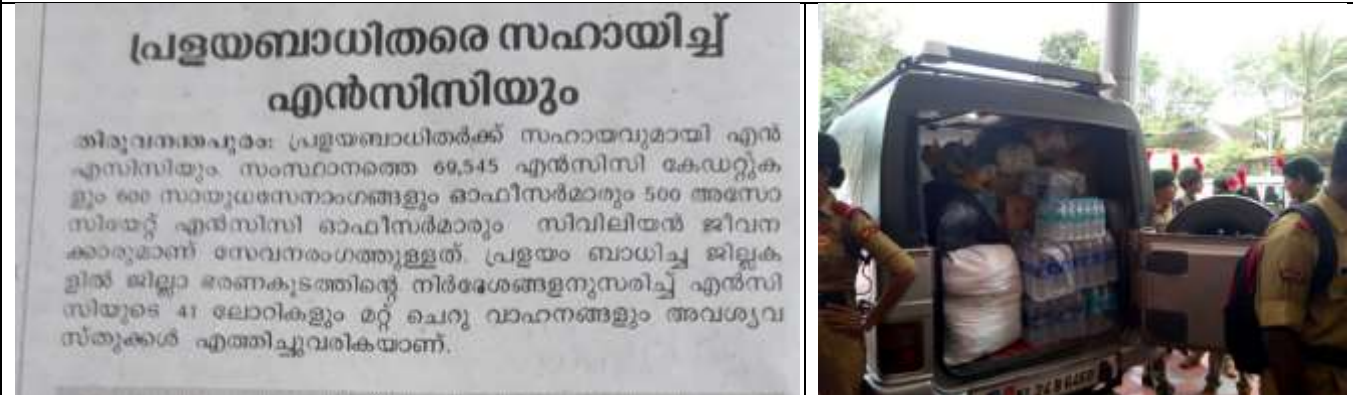 പ്രളയബാധിതരെ സഹായിച്ച്
എൻസിസിയും
തിരുവനന്തപുരം: പ്രളയബാധിതർക്ക് സഹായവുമായി എൻ
എസിസിയും. സംസ്ഥാനത്തെ 69,545 എൻസിസി കേഡറ്റുക
ളും 600 സായുധസേനാംഗങ്ങളും ഓഫീസർമാരും 500 അസോ
സിയേറ്റ് എൻസിസി ഓഫീസർമാരും സിവിലിയൻ ജീവന
ക്കാരുമാണ് സേവനരംഗത്തുള്ളത്. പ്രളയം ബാധിച്ച ജില്ലക
ളിൽ ജില്ലാ ഭരണകൂടത്തിന്റെ നിർദേശങ്ങളനുസരിച്ച് എൻസി
സിയുടെ 41 ലോറികളും മറ്റ് ചെറു വാഹനങ്ങളും അവശ്യവ
സ്തുക്കൾ എത്തിച്ചുവരികയാണ്.